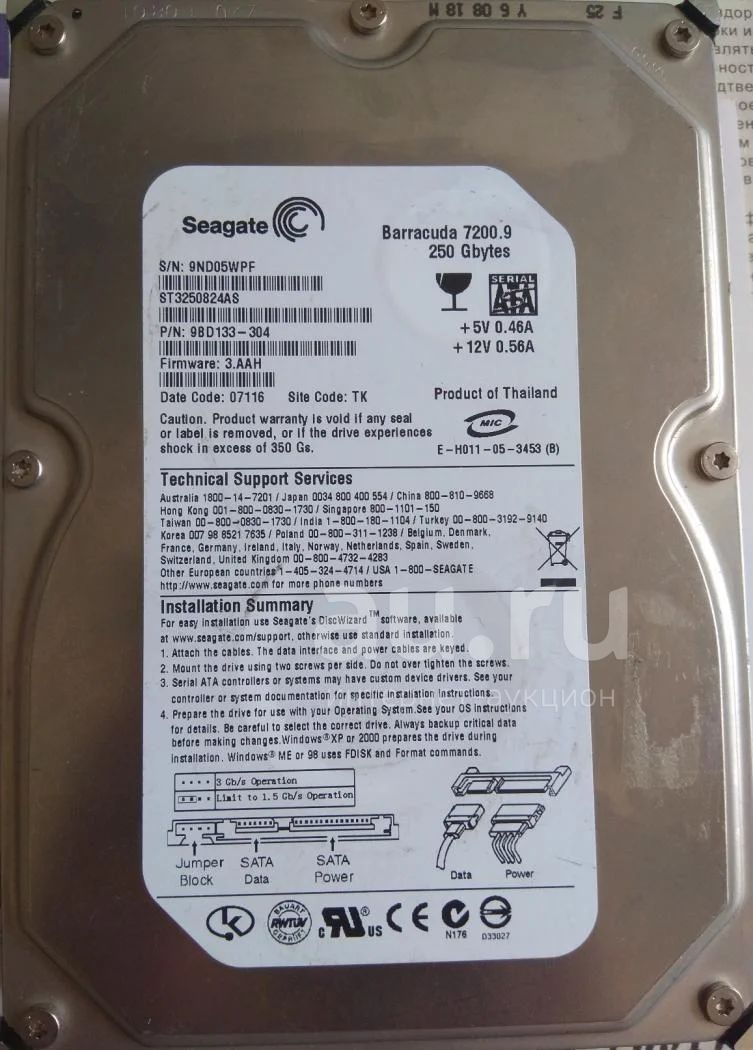 Y 6 08 18 M
F 25
Seagate
Barracuda 7200.9
250 Gbytes
S/N: 9ND05WPF
ST3250824AS
SERIAL
ATA
P/N: 9BD133-304
+5V 0.46A
+12V 0.56A
Firmware: 3.AAH
Date Code: 07116 Site Code: TK
Product of Thailand
Caution. Product warranty is void if any seal
or label is removed, or if the drive experiences
shock in excess of 350 Gs.
MIC
E-H011-05-3453 (B)
Technical Support Services
Australia 1800-14-7201 / Japan 0034 800 400 554 / China 800-810-9668
Hong Kong 001-800-0830-1730 / Singapore 800-1101-150
Taiwan 00-800-0830-1730 / India 1-800-180-1104 / Turkey 00-800-3192-9140
Korea 007 98 8521 7635 / Poland 00-800-311-1238 / Belgium, Denmark,
France, Germany, Ireland, Italy, Norway, Netherlands, Spain, Sweden,
Switzerland, United Kingdom 00-800-4732-4283
Other European countries 1-405-324-4714 / USA 1-800-SEAGATE
http://www.seagate.com for more phone numbers
Installation Summary
For easy installation use Seagate's DiscWizard™ software, available
at www.seagate.com/support, otherwise use standard installation.
1. Attach the cables. The data interface and power cables are keyed.
2. Mount the drive using two screws per side. Do not over tighten the screws.
3. Serial ATA controllers or systems may have custom device drivers. See your
controller or system documentation for specific installation instructions.
4. Prepare the drive for use with your Operating System.See your OS instructions
for details. Be careful to select the correct drive. Always backup critical data
before making changes.Windows® XP or 2000 prepares the drive during
installation. Windows® ME or 98 uses FDISK and Format commands.
au.ru
аукцион
3 Gb/s Operation
Limit to 1.5 Gb/s Operation
Jumper
Block
SATA
Data
SATA
Power
Data
Power
BAUART
RWTÜV
GEPRÜFT
c RU ® US
CE
N176
D33027